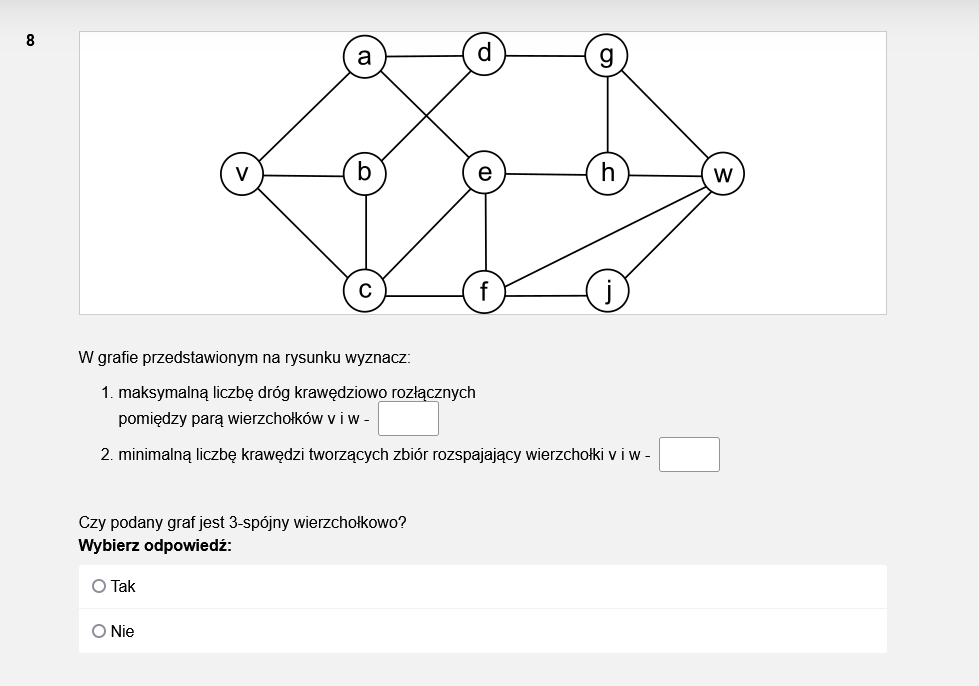 8
a d g
v b e h w
c f j
W grafie przedstawionym na rysunku wyznacz:
1. maksymalną liczbę dróg krawędziowo rozłącznych
pomiędzy parą wierzchołków v i w -
2. minimalną liczbę krawędzi tworzących zbiór rozspajający wierzchołki v i w -
Czy podany graf jest 3-spójny wierzchołkowo?
Wybierz odpowiedź:
Tak
Nie